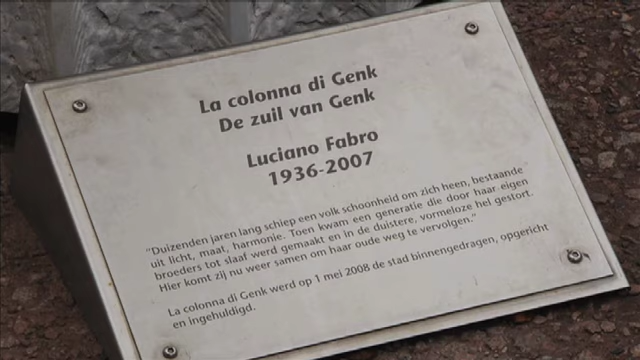 La colonna di Genk
De zuil van Genk
Luciano Fabro
1936-2007
"Duizenden jaren lang schiep een volk schoonheid om zich heen, bestaande
uit licht, maat, harmonie. Toen kwam een generatie die door haar eigen
broeders tot slaaf werd gemaakt en in de duistere, vormeloze hel gestort.
Hier komt zij nu weer samen om haar oude weg te vervolgen."
La colonna di Genk werd op 1 mei 2008 de stad binnengedragen, opgericht
en ingehuldigd.